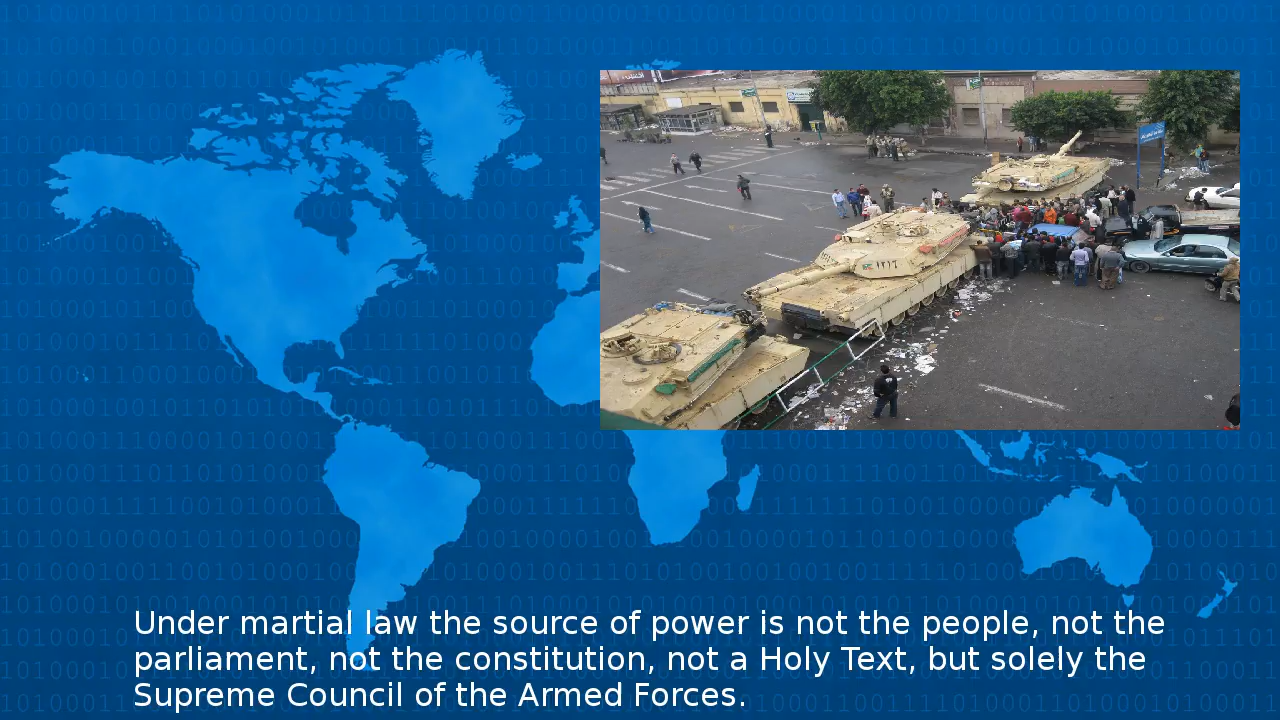 Under martial law the source of power is not the people, not the
parliament, not the constitution, not a Holy Text, but solely the
Supreme Council of the Armed Forces.